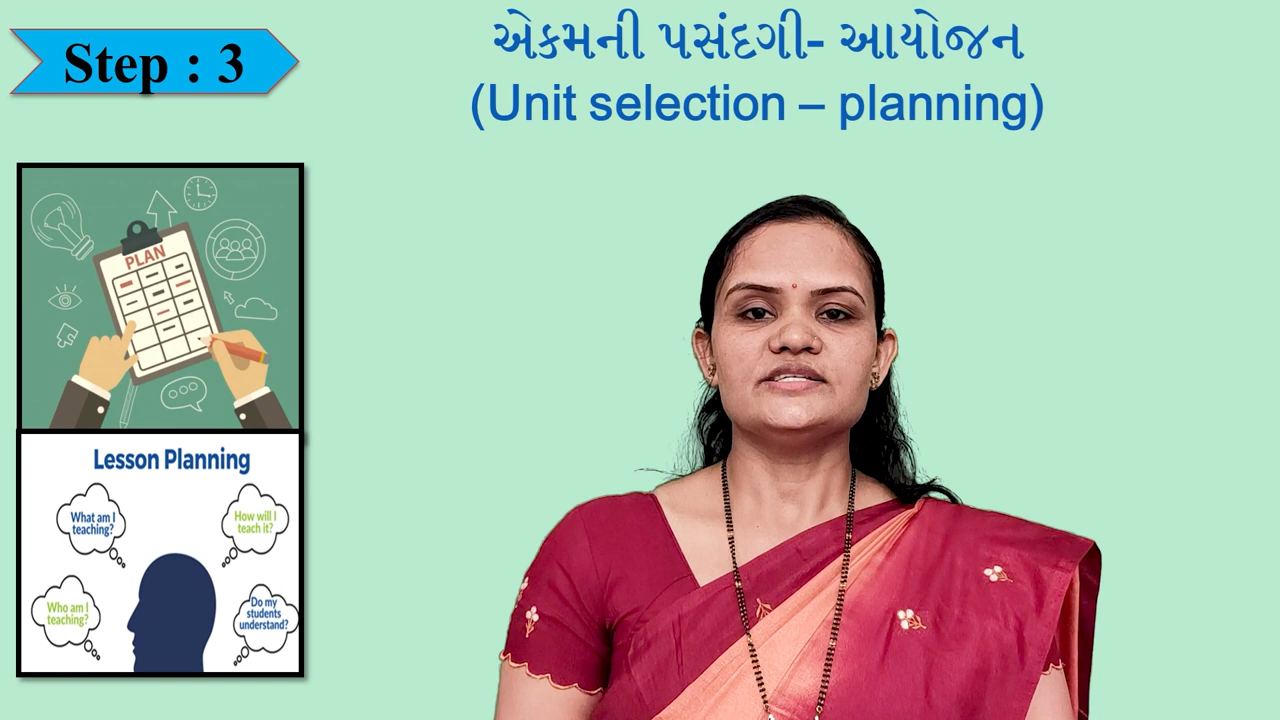 Step : 3
એકમની પસંદગી- આયોજન
(Unit selection – planning)
PLAN
Lesson Planning
What am I
teaching?
How will I
teach it?
Who am I
teaching?
Do my
students
understand?